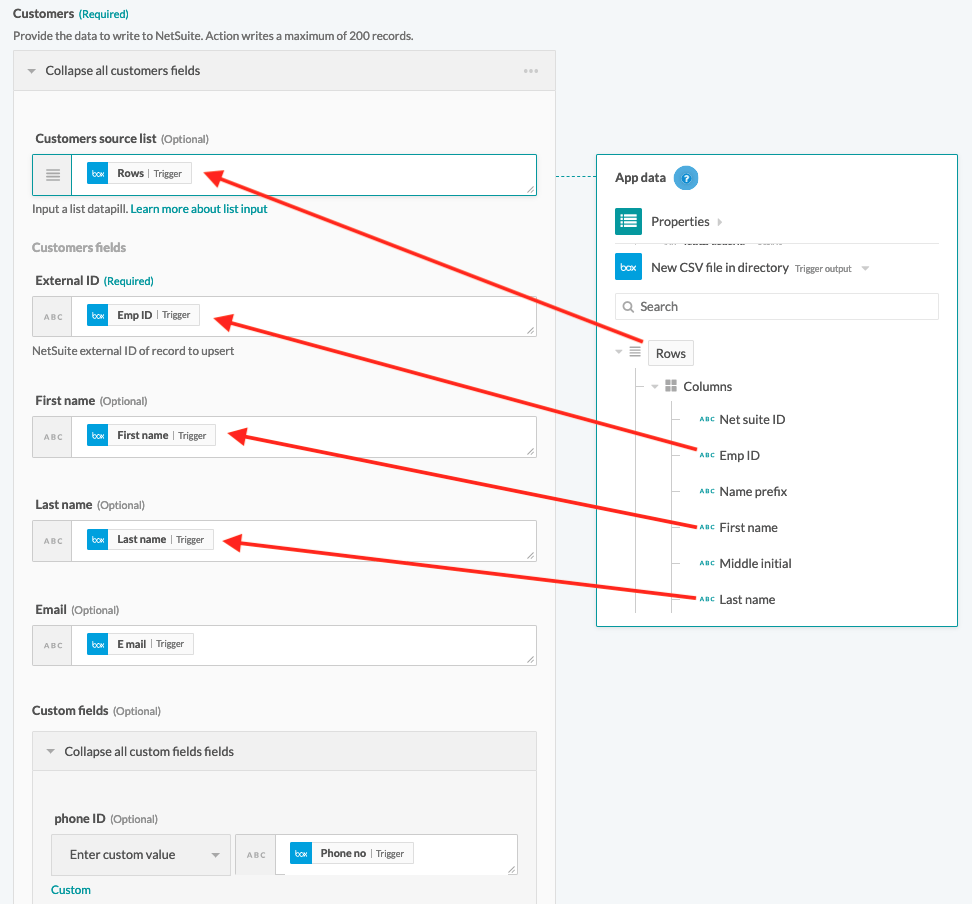 Customers (Required)
Provide the data to write to NetSuite. Action writes a maximum of 200 records.
Collapse all customers fields
Customers source list (Optional)
box Rows | Trigger
Input a list datapill. Learn more about list input
Customers fields
External ID (Required)
ABC box Emp ID | Trigger
NetSuite external ID of record to upsert
First name (Optional)
ABC box First name | Trigger
Last name (Optional)
ABC box Last name | Trigger
Email (Optional)
ABC box E mail | Trigger
Custom fields (Optional)
Collapse all custom fields fields
phone ID (Optional)
Enter custom value ABC box Phone no | Trigger
Custom
App data ?
Properties
box New CSV file in directory Trigger output
Search
Rows
Columns
ABC Net suite ID
ABC Emp ID
ABC Name prefix
ABC First name
ABC Middle initial
ABC Last name